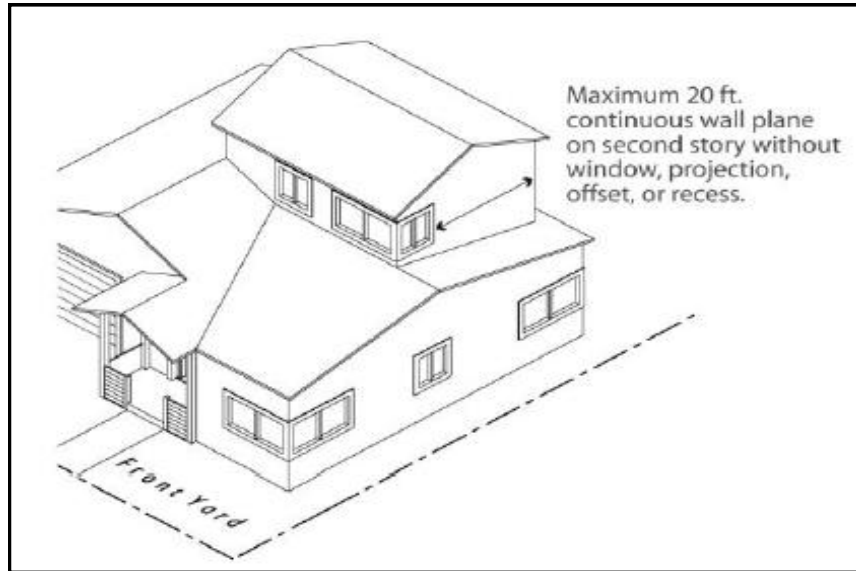 Maximum 20 ft.
continuous wall plane
on second story without
window, projection,
offset, or recess.
Front Yard